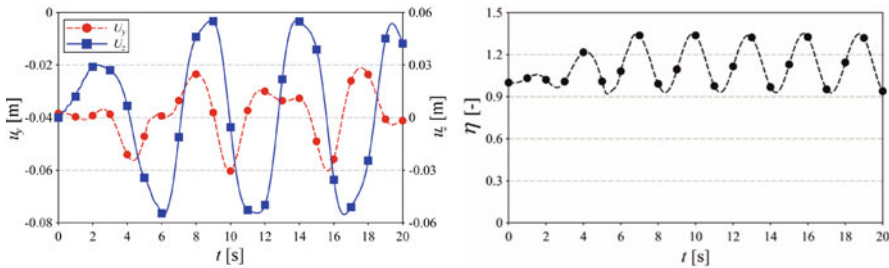 0
-0.02
-0.04
-0.06
-0.08
u_y [m]
U_y
U_z
0.06
0.03
0
-0.03
-0.06
u_z [m]
0 2 4 6 8 10 12 14 16 18 20
t [s]
1.5
1.2
0.9
0.6
0.3
0
η [-]
0 2 4 6 8 10 12 14 16 18 20
t [s]